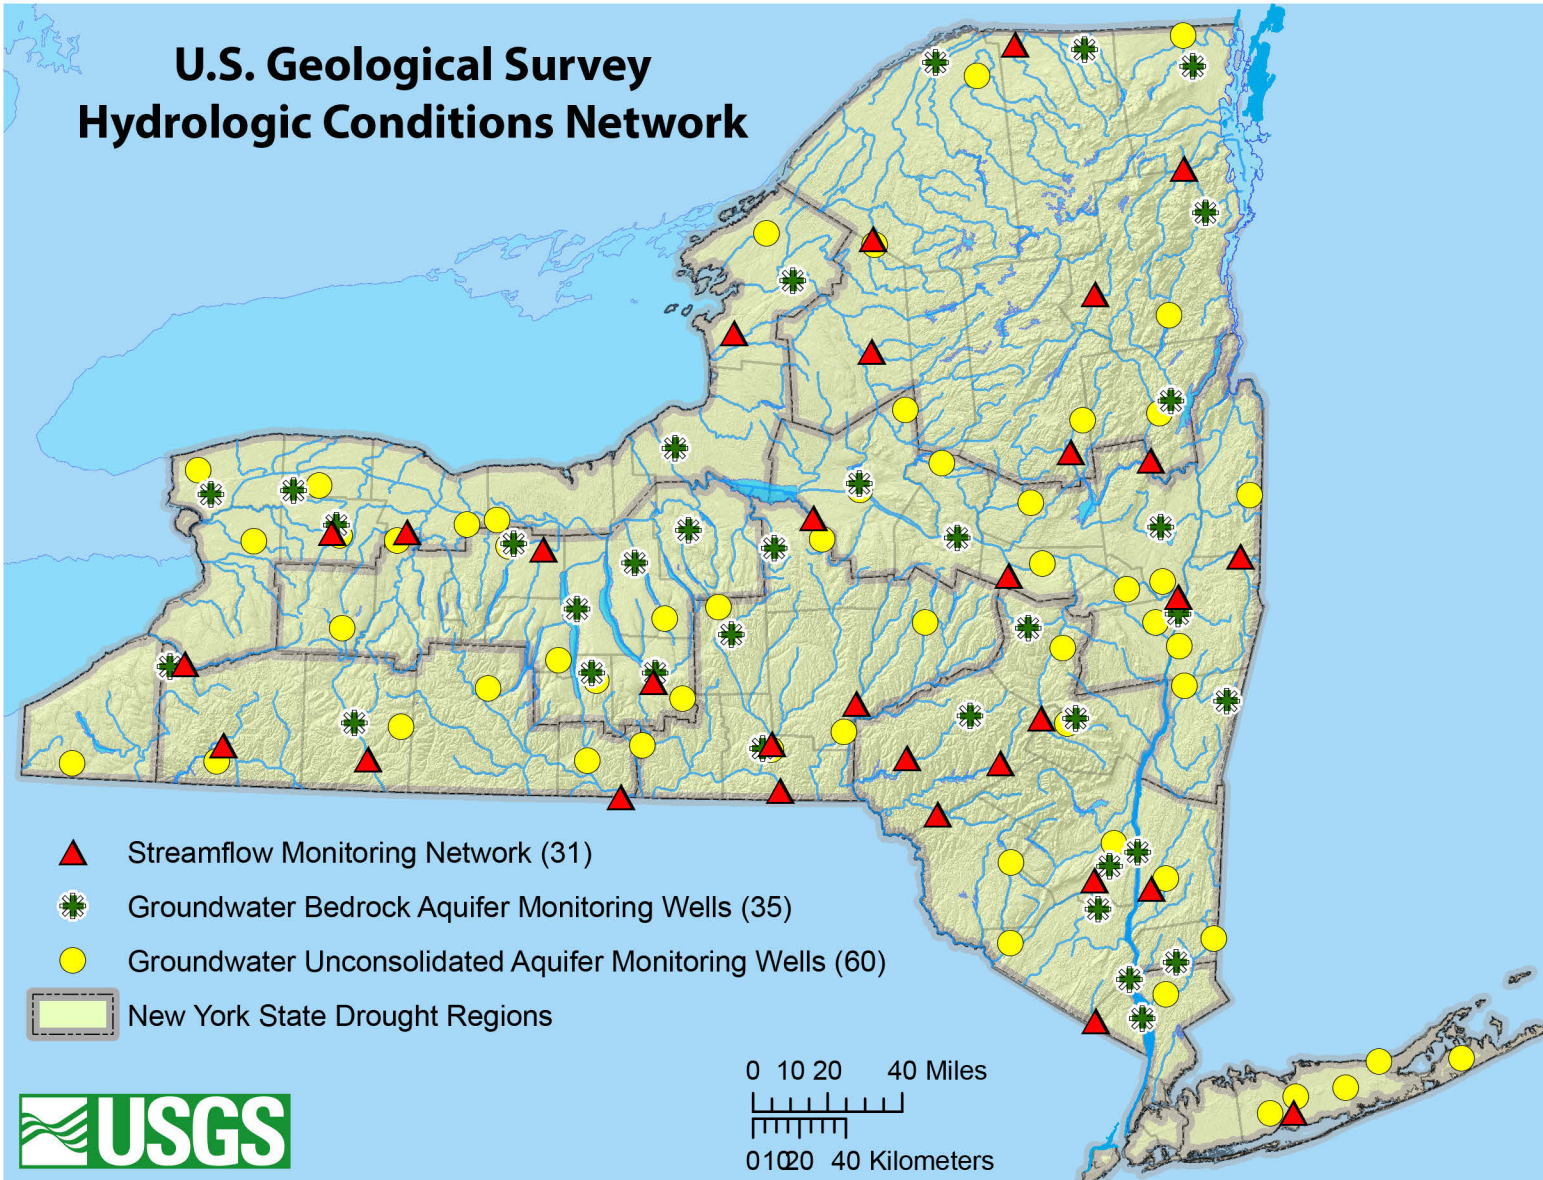 U.S. Geological Survey
Hydrologic Conditions Network
Streamflow Monitoring Network (31)
Groundwater Bedrock Aquifer Monitoring Wells (35)
Groundwater Unconsolidated Aquifer Monitoring Wells (60)
New York State Drought Regions
0 10 20 40 Miles
0 10 20 40 Kilometers
USGS